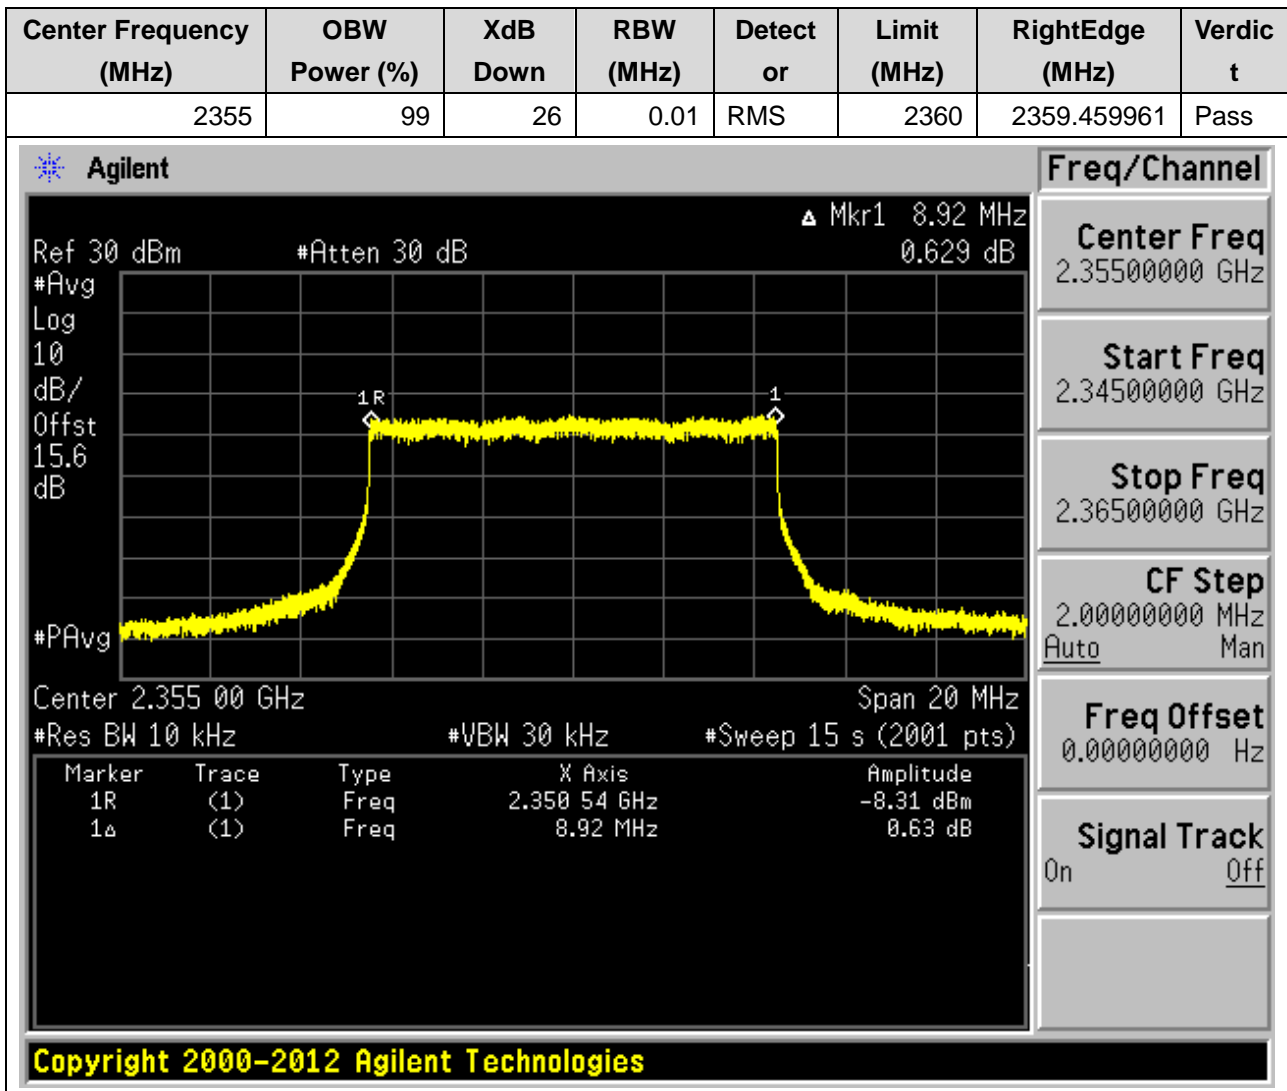 Center Frequency (MHz) OBW Power (%) XdB Down RBW (MHz) Detect or Limit (MHz) RightEdge (MHz) Verdic t
2355 99 26 0.01 RMS 2360 2359.459961 Pass
Agilent
Freq/Channel
Δ Mkr1 8.92 MHz
Ref 30 dBm #Atten 30 dB 0.629 dB
#Avg
Log
10
dB/
Offst
15.6
dB
#PAvg
1R
1
Center 2.355 00 GHz Span 20 MHz
#Res BW 10 kHz #VBW 30 kHz #Sweep 15 s (2001 pts)
Marker Trace Type X Axis Amplitude
1R (1) Freq 2.350 54 GHz -8.31 dBm
1Δ (1) Freq 8.92 MHz 0.63 dB
Center Freq
2.35500000 GHz
Start Freq
2.34500000 GHz
Stop Freq
2.36500000 GHz
CF Step
2.00000000 MHz
Auto Man
Freq Offset
0.00000000 Hz
Signal Track
On Off
Copyright 2000-2012 Agilent Technologies